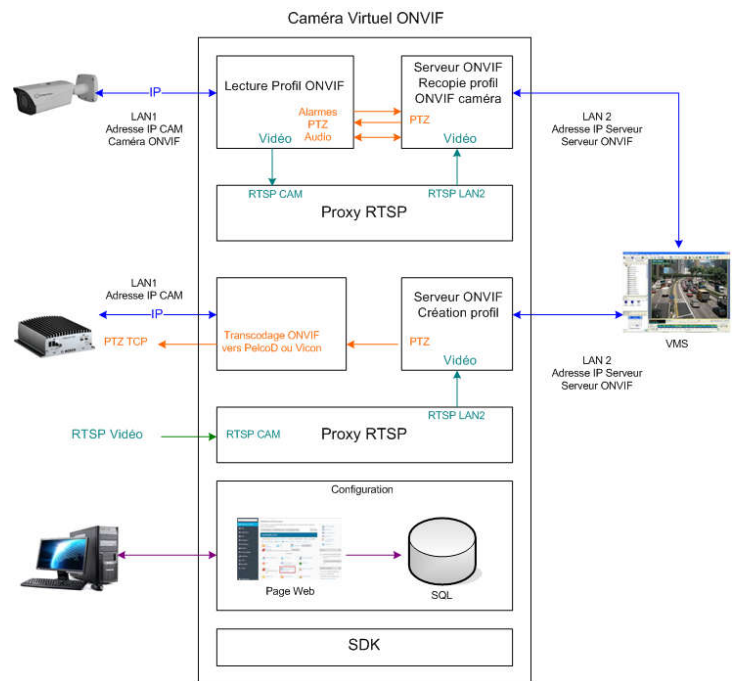 Caméra Virtuel ONVIF
IP
LAN1
Adresse IP CAM
Caméra ONVIF
Lecture Profil ONVIF
Alarmes
PTZ
Audio
Vidéo
Serveur ONVIF
Recopie profil
ONVIF caméra
PTZ
Vidéo
LAN 2
Adresse IP Serveur
Serveur ONVIF
RTSP CAM
RTSP LAN2
Proxy RTSP
LAN1
Adresse IP CAM
IP
PTZ TCP
Transcodage ONVIF
vers PelcoD ou Vicon
Serveur ONVIF
Création profil
PTZ
Vidéo
VMS
LAN 2
Adresse IP Serveur
Serveur ONVIF
RTSP Vidéo
RTSP CAM
RTSP LAN2
Proxy RTSP
Configuration
Page Web
SQL
SDK